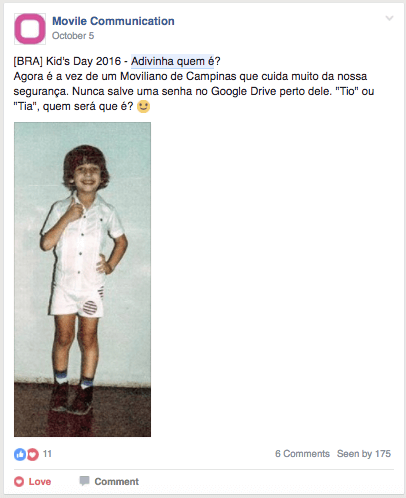 Movile Communication
October 5
[BRA] Kid's Day 2016 - Adivinha quem é?
Agora é a vez de um Moviliano de Campinas que cuida muito da nossa
segurança. Nunca salve uma senha no Google Drive perto dele. "Tio" ou
"Tia", quem será que é? 😉
11
6 Comments Seen by 175
Love Comment